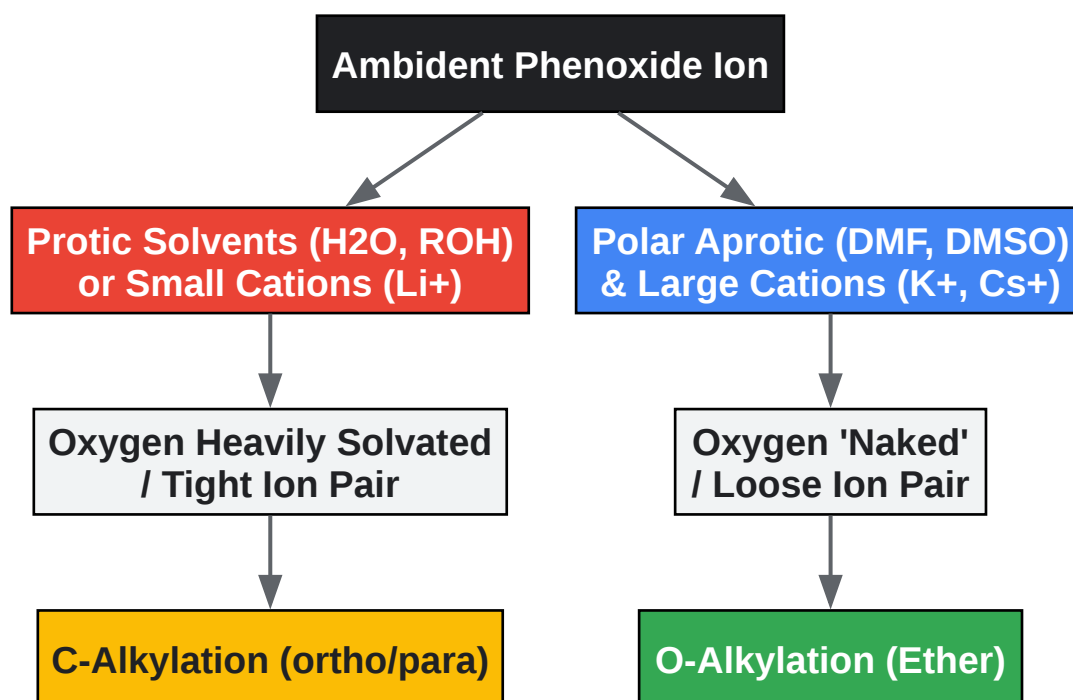 Ambident Phenoxide Ion
Protic Solvents (H2O, ROH)
or Small Cations (Li+)
Polar Aprotic (DMF, DMSO)
& Large Cations (K+, Cs+)
Oxygen Heavily Solvated
/ Tight Ion Pair
Oxygen 'Naked'
/ Loose Ion Pair
C-Alkylation (ortho/para)
O-Alkylation (Ether)